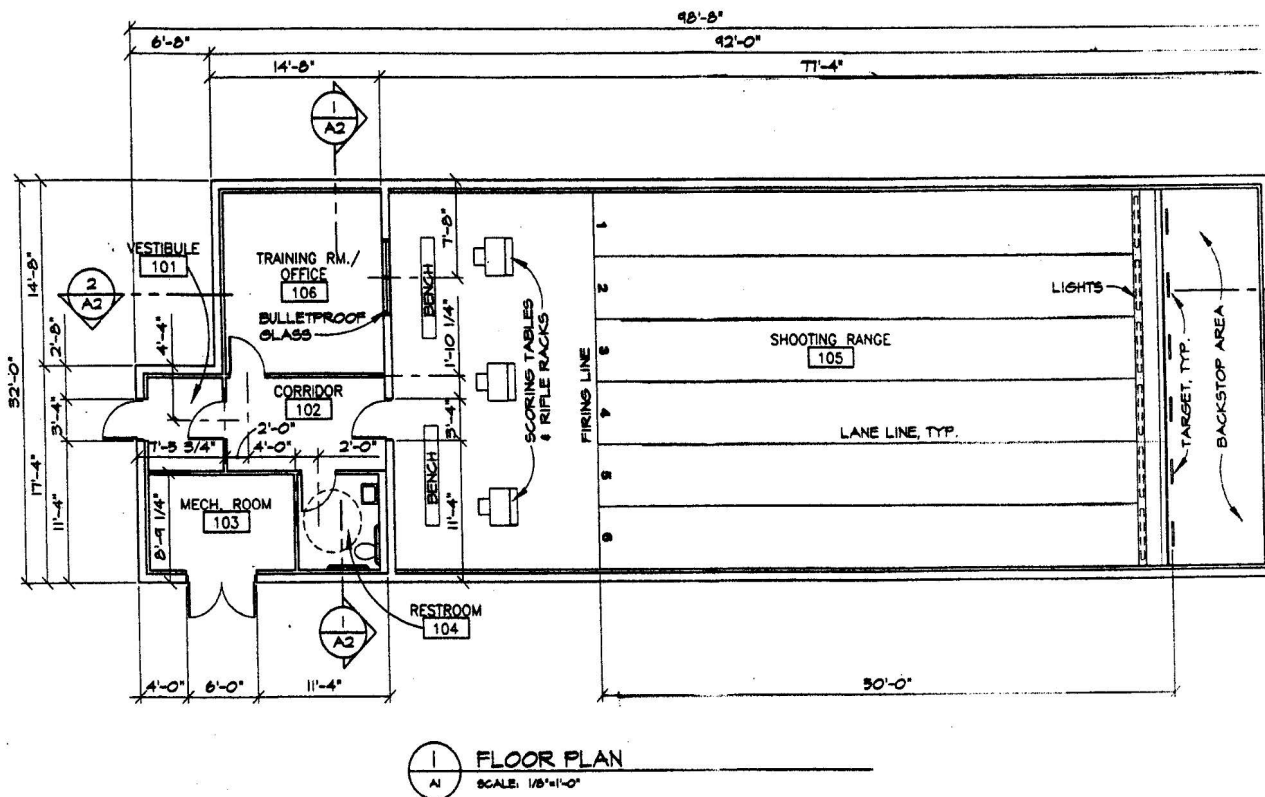 98'-8"
6'-8"
92'-0"
14'-8"
77'-4"
1
A2
32'-0"
14'-8"
2'-8"
3'-4"
17'-4"
11'-4"
VESTIBULE
101
2
A2
4'-4"
TRAINING RM./
OFFICE
106
BULLETPROOF
GLASS
7'-8"
1'-10 1/4"
3'-4"
11'-4"
BENCH
BENCH
SCORING TABLES
& RIFLE RACKS
FIRING LINE
1
2
3
4
5
6
SHOOTING RANGE
105
LANE LINE, TYP.
LIGHTS
TARGET, TYP.
BACKSTOP AREA
CORRIDOR
102
2'-0"
7'-5 3/4"
4'-0"
2'-0"
MECH. ROOM
103
8'-9 1/4"
RESTROOM
104
1
A2
4'-0"
6'-0"
11'-4"
50'-0"
1
A1
FLOOR PLAN
SCALE: 1/8"=1'-0"